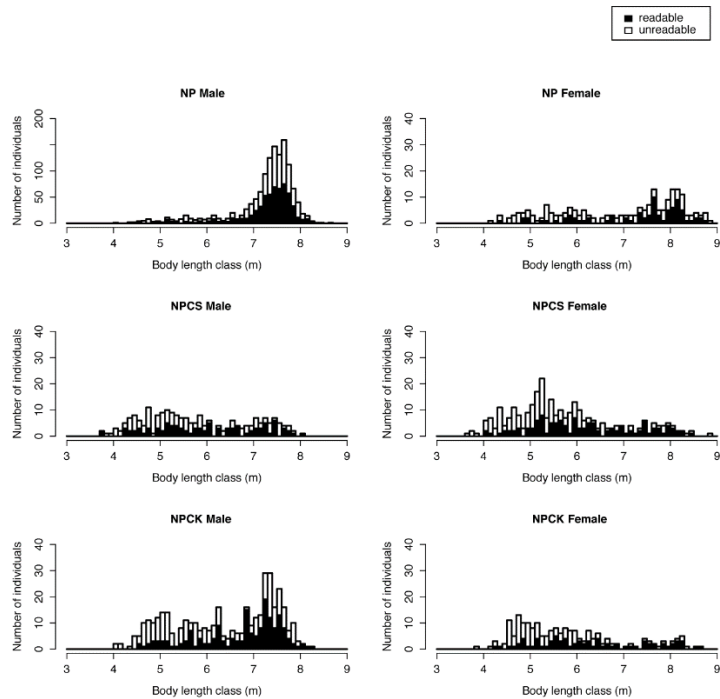 readable
unreadable
NP Male
Number of individuals
200
100
50
0
3 4 5 6 7 8 9
Body length class (m)
NP Female
Number of individuals
40
30
20
10
0
3 4 5 6 7 8 9
Body length class (m)
NPCS Male
Number of individuals
40
30
20
10
0
3 4 5 6 7 8 9
Body length class (m)
NPCS Female
Number of individuals
40
30
20
10
0
3 4 5 6 7 8 9
Body length class (m)
NPCK Male
Number of individuals
40
30
20
10
0
3 4 5 6 7 8 9
Body length class (m)
NPCK Female
Number of individuals
40
30
20
10
0
3 4 5 6 7 8 9
Body length class (m)